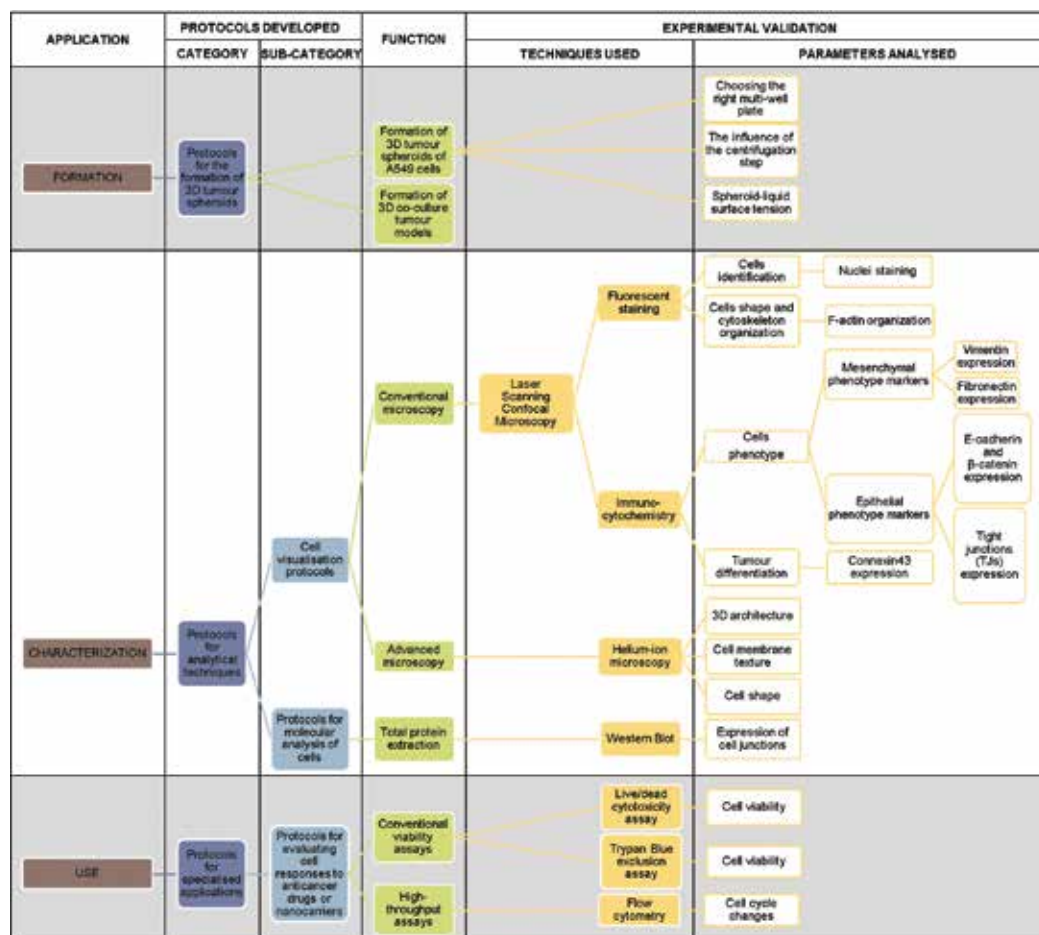 APPLICATION
PROTOCOLS DEVELOPED
CATEGORY
SUB-CATEGORY
FUNCTION
EXPERIMENTAL VALIDATION
TECHNIQUES USED
PARAMETERS ANALYSED
FORMATION
Protocols
for the
formation of
3D tumour
spheroids
Formation of
3D tumour
spheroids of
A549 cells
Formation of
3D co-culture
tumour
models
Choosing the
right multi-well
plate
The influence of
the centrifugation
step
Spheroid-liquid
surface tension
CHARACTERIZATION
Protocols
for
analytical
techniques
Cell
visualisation
protocols
Conventional
microscopy
Laser
Scanning
Confocal
Microscopy
Fluorescent
staining
Cells
identification
Nuclei staining
Cells shape and
cytoskeleton
organization
F-actin organization
Immuno-
cytochemistry
Cells
phenotype
Mesenchymal
phenotype markers
Vimentin
expression
Fibronectin
expression
Epithelial
phenotype markers
E-cadherin
and
β-catenin
expression
Tight
junctions
(TJs)
expression
Tumour
differentiation
Connexin43
expression
Advanced
microscopy
Helium-ion
microscopy
3D architecture
Cell membrane
texture
Cell shape
Protocols for
molecular
analysis of
cells
Total protein
extraction
Western Blot
Expression of
cell junctions
USE
Protocols
for
specialised
applications
Protocols for
evaluating cell
responses to
anticancer
drugs or
nanocarriers
Conventional
viability
assays
Live/dead
cytotoxicity
assay
Cell viability
Trypan Blue
exclusion
assay
Cell viability
High-
throughput
assays
Flow
cytometry
Cell cycle
changes